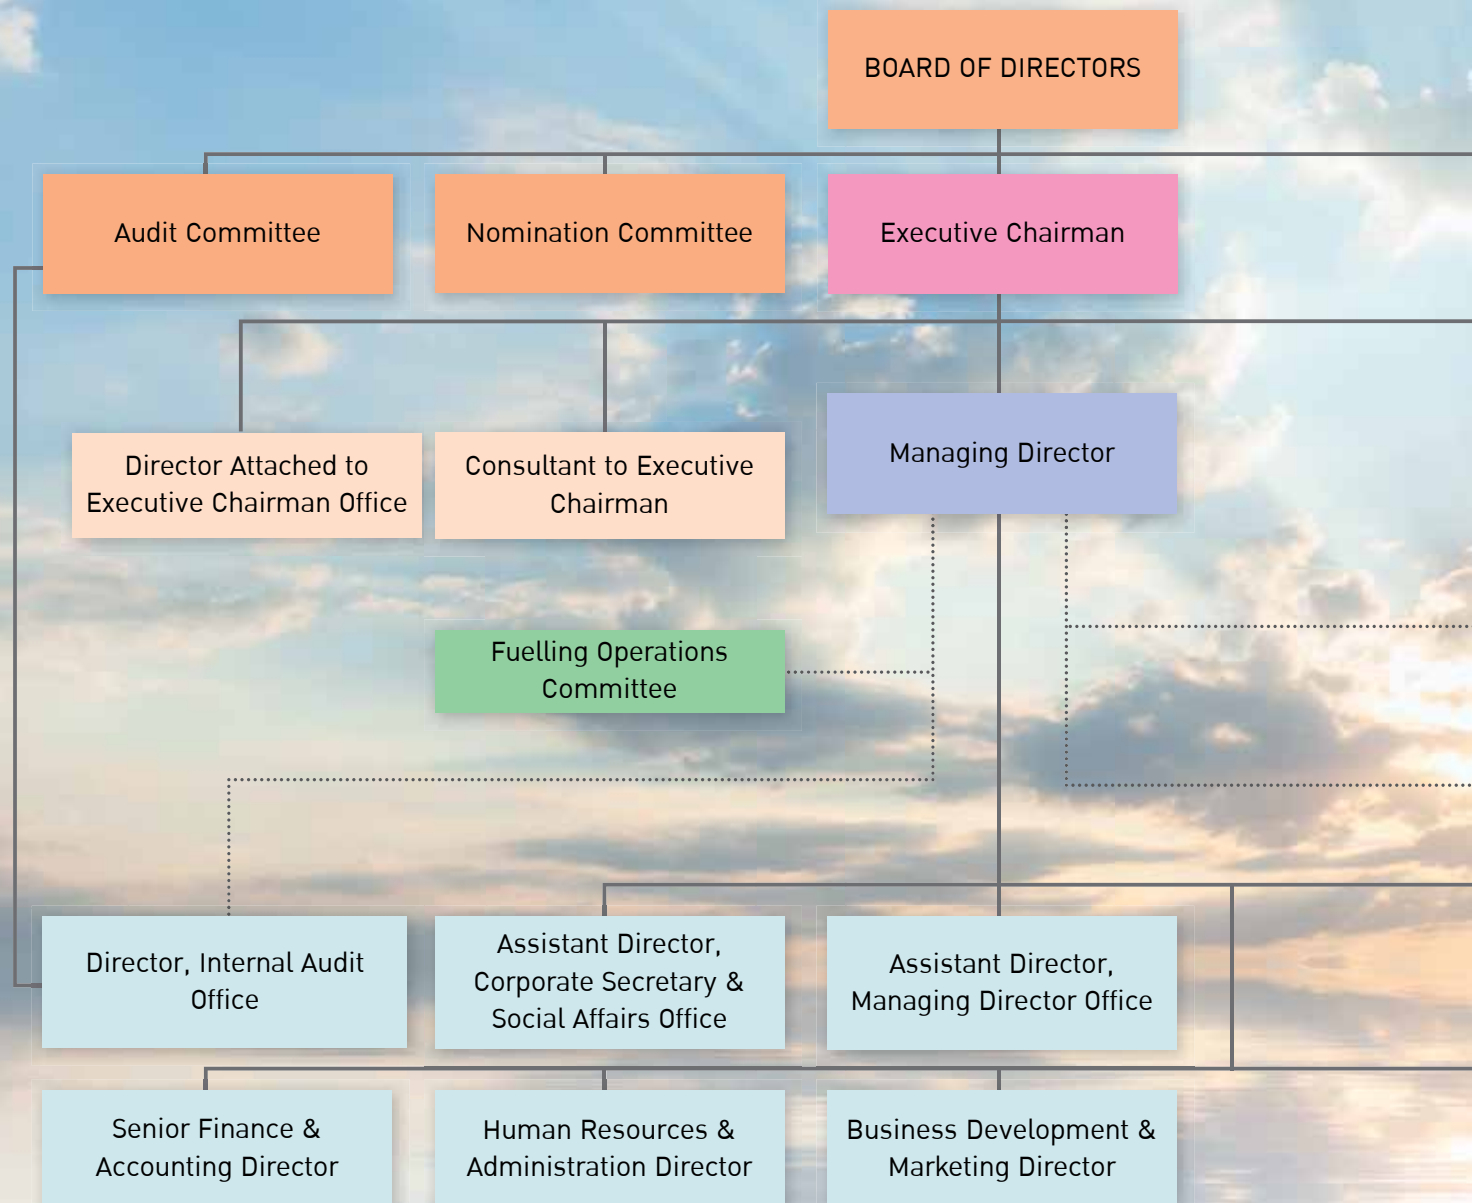 BOARD OF DIRECTORS
Audit Committee
Nomination Committee
Executive Chairman
Director Attached to
Executive Chairman Office
Consultant to Executive
Chairman
Managing Director
Fuelling Operations
Committee
Director, Internal Audit
Office
Assistant Director,
Corporate Secretary &
Social Affairs Office
Assistant Director,
Managing Director Office
Senior Finance &
Accounting Director
Human Resources &
Administration Director
Business Development &
Marketing Director